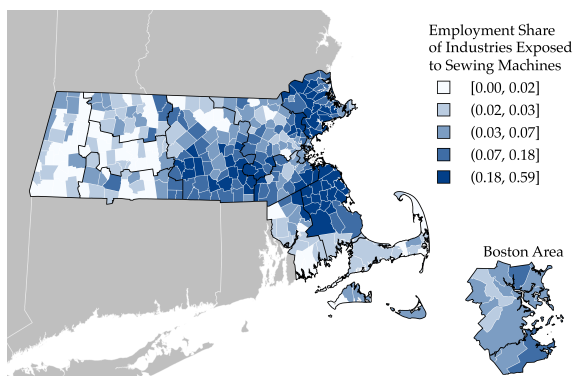 Employment Share
of Industries Exposed
to Sewing Machines
[0.00, 0.02]
(0.02, 0.03]
(0.03, 0.07]
(0.07, 0.18]
(0.18, 0.59]
Boston Area